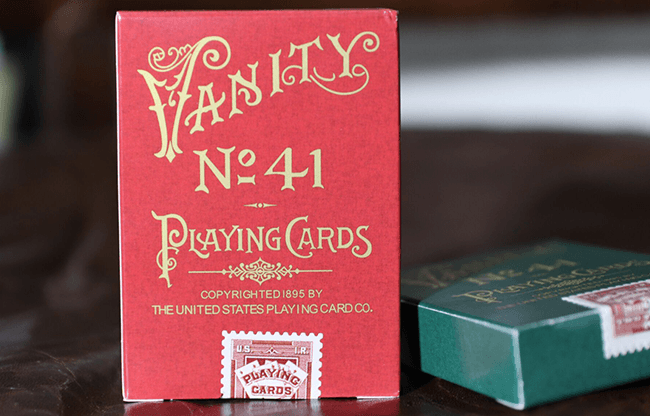 VANITY
No 41
PLAYING CARDS
COPYRIGHTED 1895 BY
THE UNITED STATES PLAYING CARD CO.
U.S. I.R.
PLAYING
CARDS
No 41
PLAYING CARDS